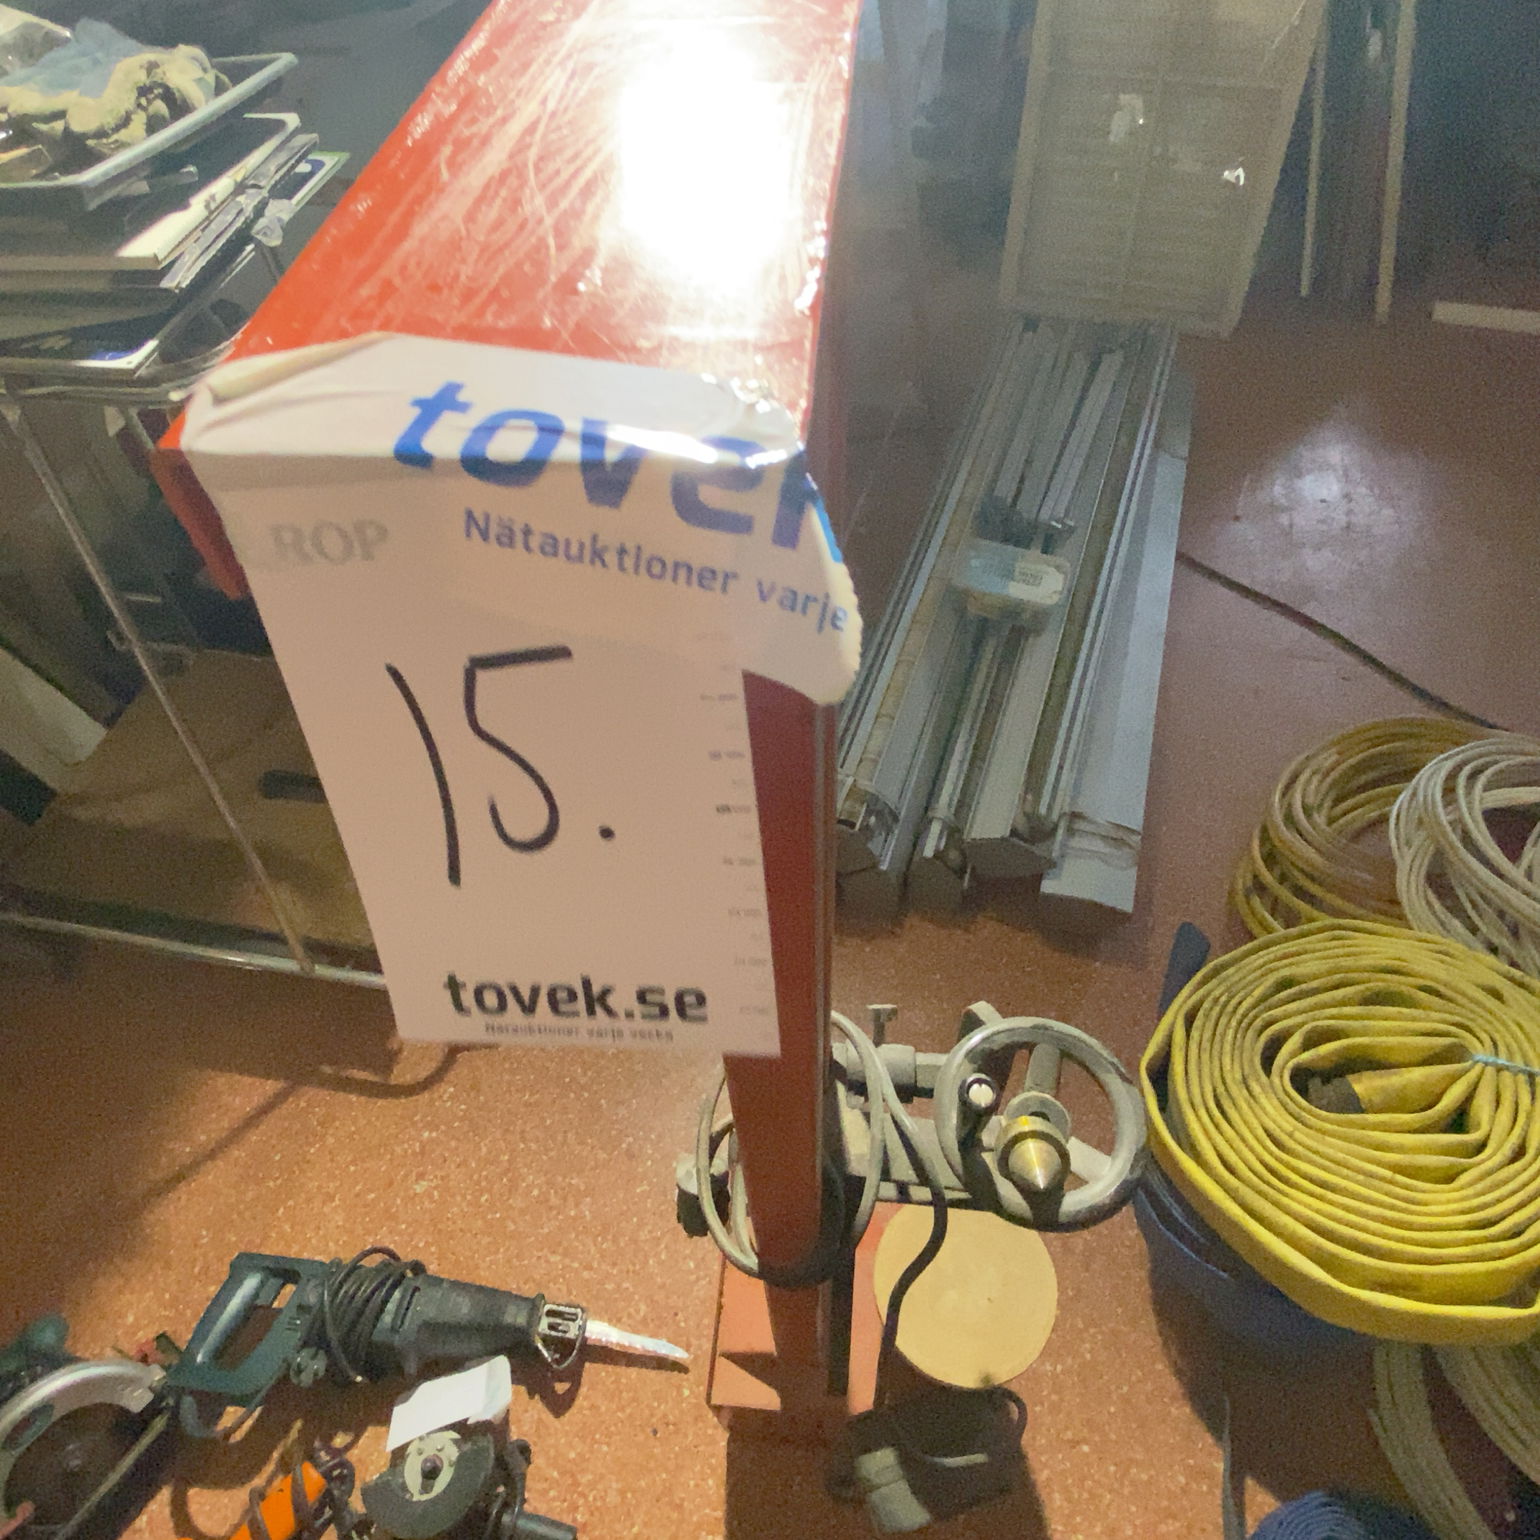 tovek
Nätauktioner varje
ROP
15.
tovek.se
Nätauktioner varje vecka